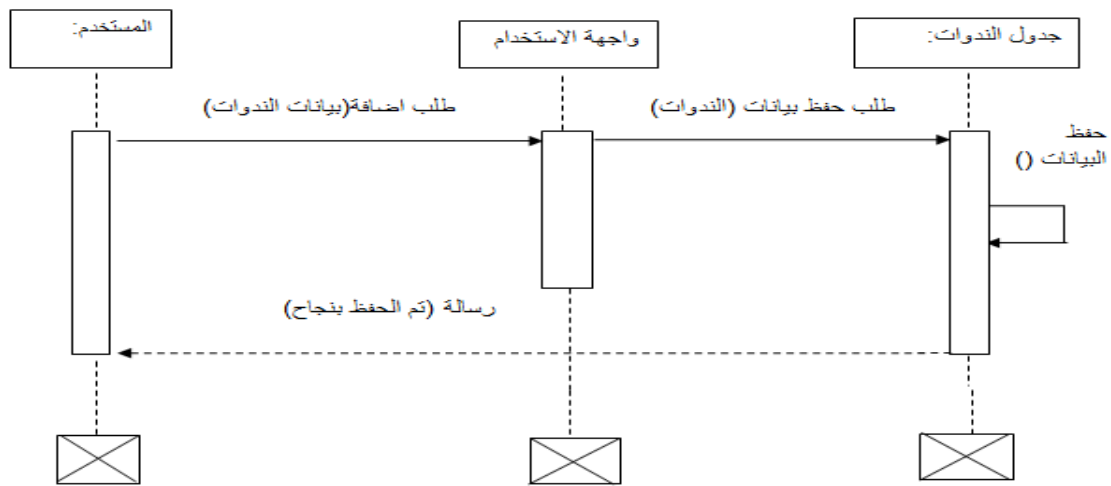 المستخدم:
واجهة الاستخدام
جدول الندوات:
طلب اضافة(بيانات الندوات)
طلب حفظ بيانات (الندوات)
حفظ
البيانات ()
رسالة (تم الحفظ بنجاح)